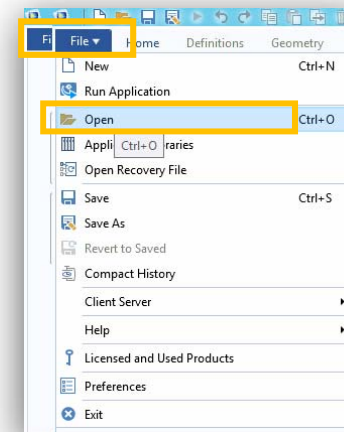 Fi File Home Definitions Geometry
New Ctrl+N
Run Application
Open Ctrl+O
Appli Ctrl+O raries
Open Recovery File
Save Ctrl+S
Save As
Revert to Saved
Compact History
Client Server
Help
Licensed and Used Products
Preferences
Exit